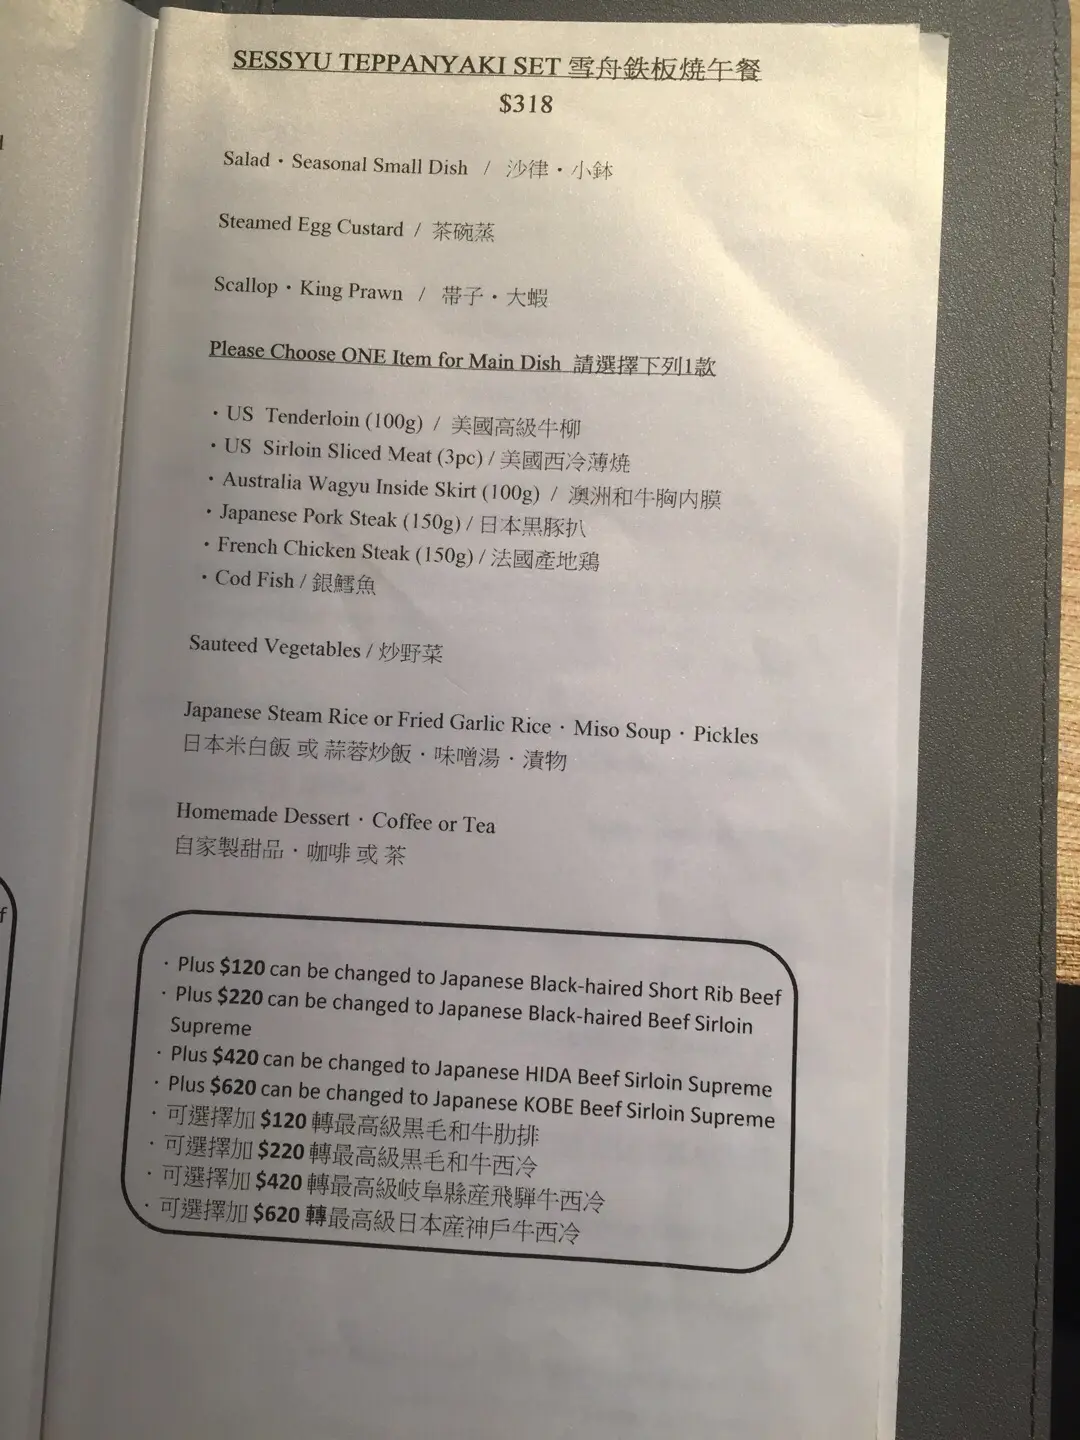 SESSYU TEPPANYAKI SET 雪舟鉄板燒午餐
$318
Salad・Seasonal Small Dish / 沙律・小鉢
Steamed Egg Custard / 茶碗蒸
Scallop・King Prawn / 帯子・大蝦
Please Choose ONE Item for Main Dish 請選擇下列1款
・US Tenderloin (100g) / 美國高級牛柳
・US Sirloin Sliced Meat (3pc) / 美國西冷薄燒
・Australia Wagyu Inside Skirt (100g) / 澳洲和牛胸内膜
・Japanese Pork Steak (150g) / 日本黑豚扒
・French Chicken Steak (150g) / 法國產地鶏
・Cod Fish / 銀鱈魚
Sauteed Vegetables / 炒野菜
Japanese Steam Rice or Fried Garlic Rice・Miso Soup・Pickles
日本米白飯 或 蒜蓉炒飯・味噌湯・漬物
Homemade Dessert・Coffee or Tea
自家製甜品・咖啡 或 茶
・Plus $120 can be changed to Japanese Black-haired Short Rib Beef
・Plus $220 can be changed to Japanese Black-haired Beef Sirloin
Supreme
・Plus $420 can be changed to Japanese HIDA Beef Sirloin Supreme
・Plus $620 can be changed to Japanese KOBE Beef Sirloin Supreme
・可選擇加 $120 轉最高級黑毛和牛肋排
・可選擇加 $220 轉最高級黑毛和牛西冷
・可選擇加 $420 轉最高級岐阜縣産飛騨牛西冷
・可選擇加 $620 轉最高級日本産神戶牛西冷